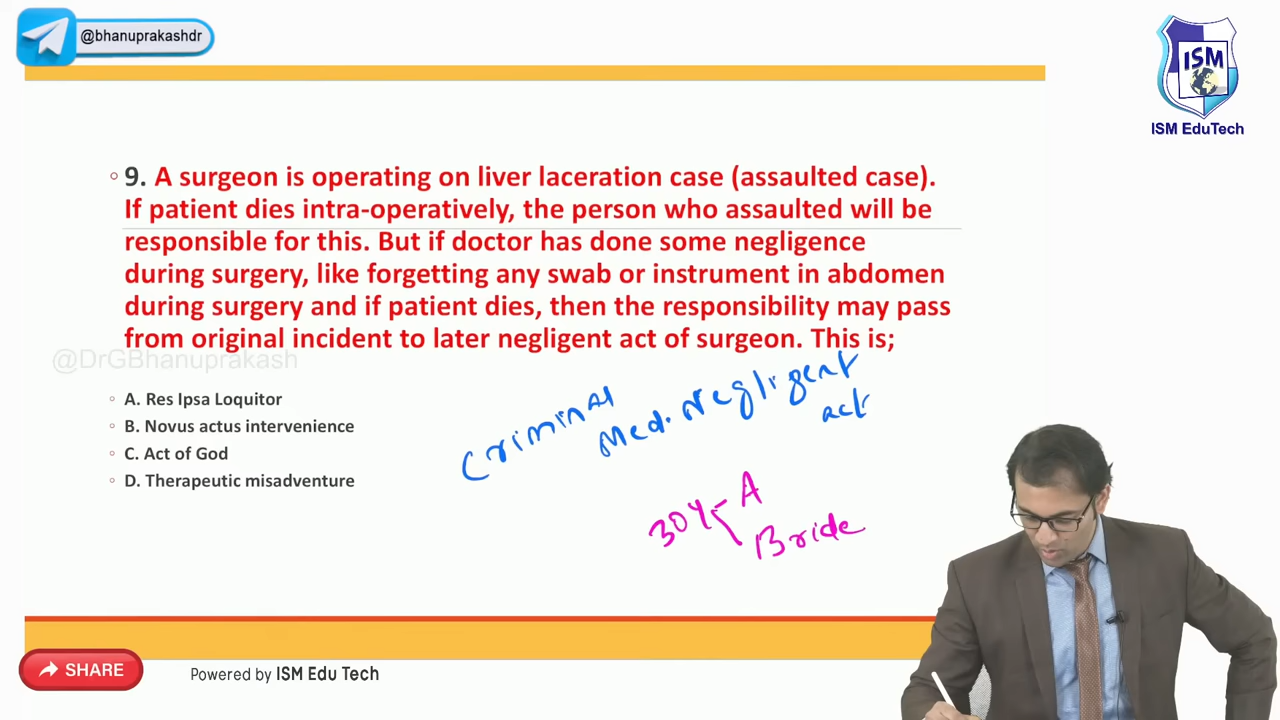 @bhanuprakashdr
ISM
ISM EduTech
9. A surgeon is operating on liver laceration case (assaulted case).
If patient dies intra-operatively, the person who assaulted will be
responsible for this. But if doctor has done some negligence
during surgery, like forgetting any swab or instrument in abdomen
during surgery and if patient dies, then the responsibility may pass
from original incident to later negligent act of surgeon. This is;
@DrGBhanuprakash
A. Res Ipsa Loquitor
B. Novus actus intervenience
C. Act of God
D. Therapeutic misadventure
Criminal
Med. Negligent
act
304 A
Bride
SHARE
Powered by ISM Edu Tech